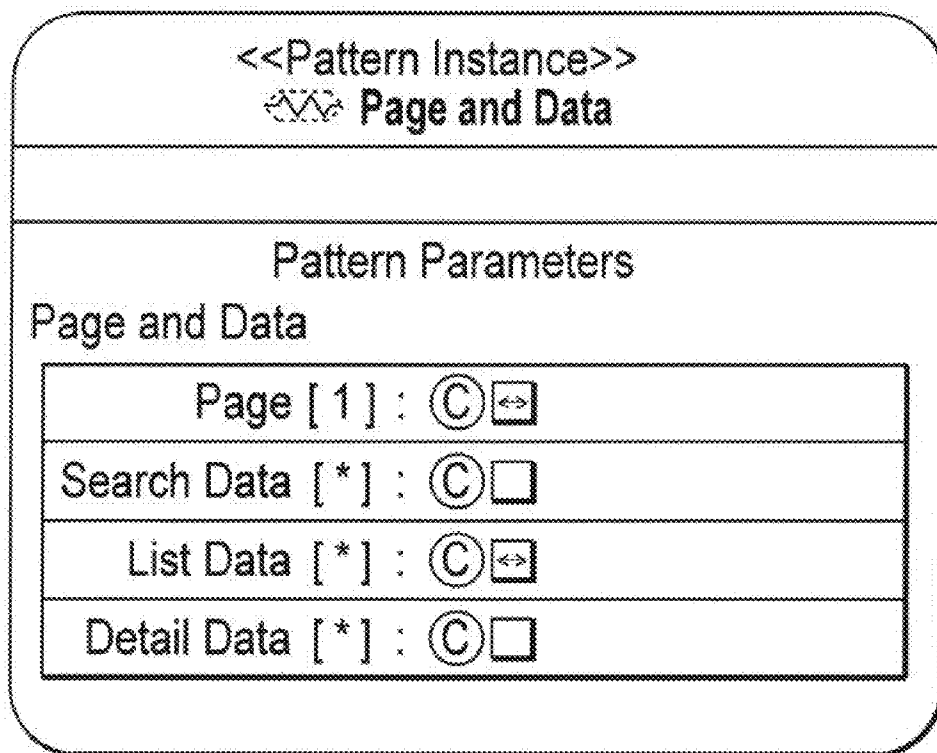 <<Pattern Instance>>
Page and Data
Pattern Parameters
Page and Data
Page [ 1 ] : C <->
Search Data [ * ] : C
List Data [ * ] : C <->
Detail Data [ * ] : C